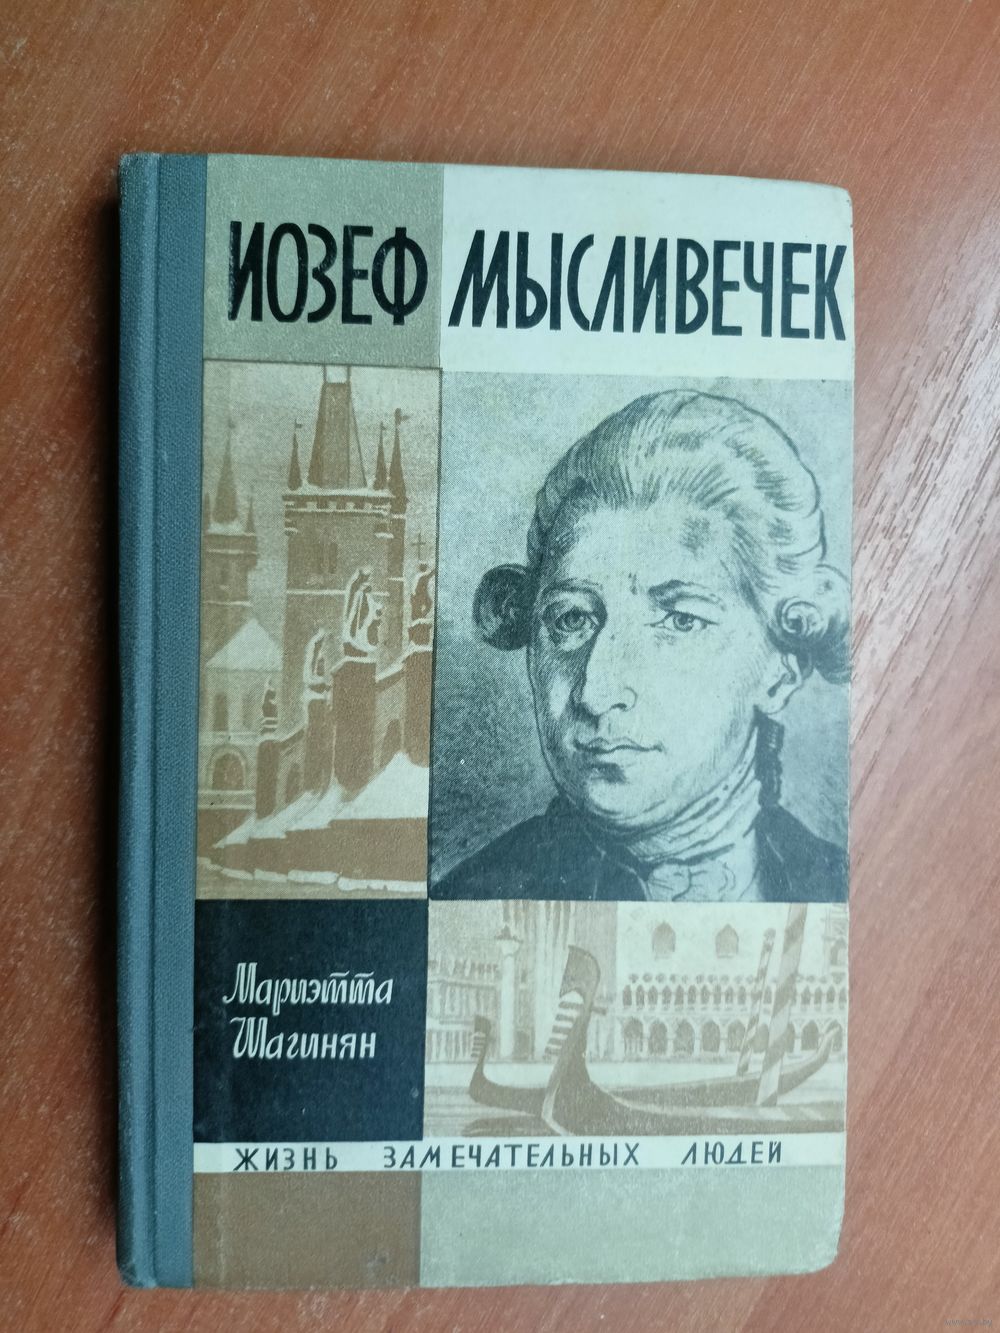 ИОЗЕФ МЫСЛИВЕЧЕК
Мариэтта
Шагинян
ЖИЗНЬ ЗАМЕЧАТЕЛЬНЫХ ЛЮДЕЙ